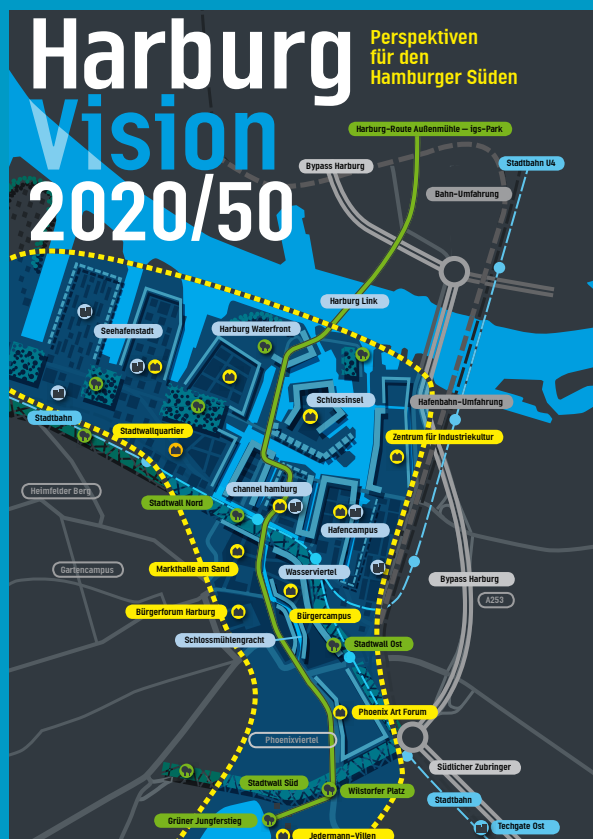 Harburg
Vision
2020/50
Perspektiven
für den
Hamburger Süden
Harburg-Route Außenmühle – igs-Park
Bypass Harburg
Stadtbahn U4
Bahn-Umfahrung
Harburg Link
Seehafenstadt
Harburg Waterfront
Schlossinsel
Hafenbahn-Umfahrung
Stadtbahn
Stadtwallquartier
Zentrum für Industriekultur
Heimfelder Berg
channel hamburg
Stadtwall Nord
Hafencampus
Gartencampus
Markthalle am Sand
Wasserviertel
Bypass Harburg
A253
Bürgerforum Harburg
Bürgercampus
Schlossmühlengracht
Stadtwall Ost
Phoenix Art Forum
Phoenixviertel
Südlicher Zubringer
Stadtwall Süd
Wilstorfer Platz
Stadtbahn
Grüner Jungfernstieg
Techgate Ost
Jedermann-Villen